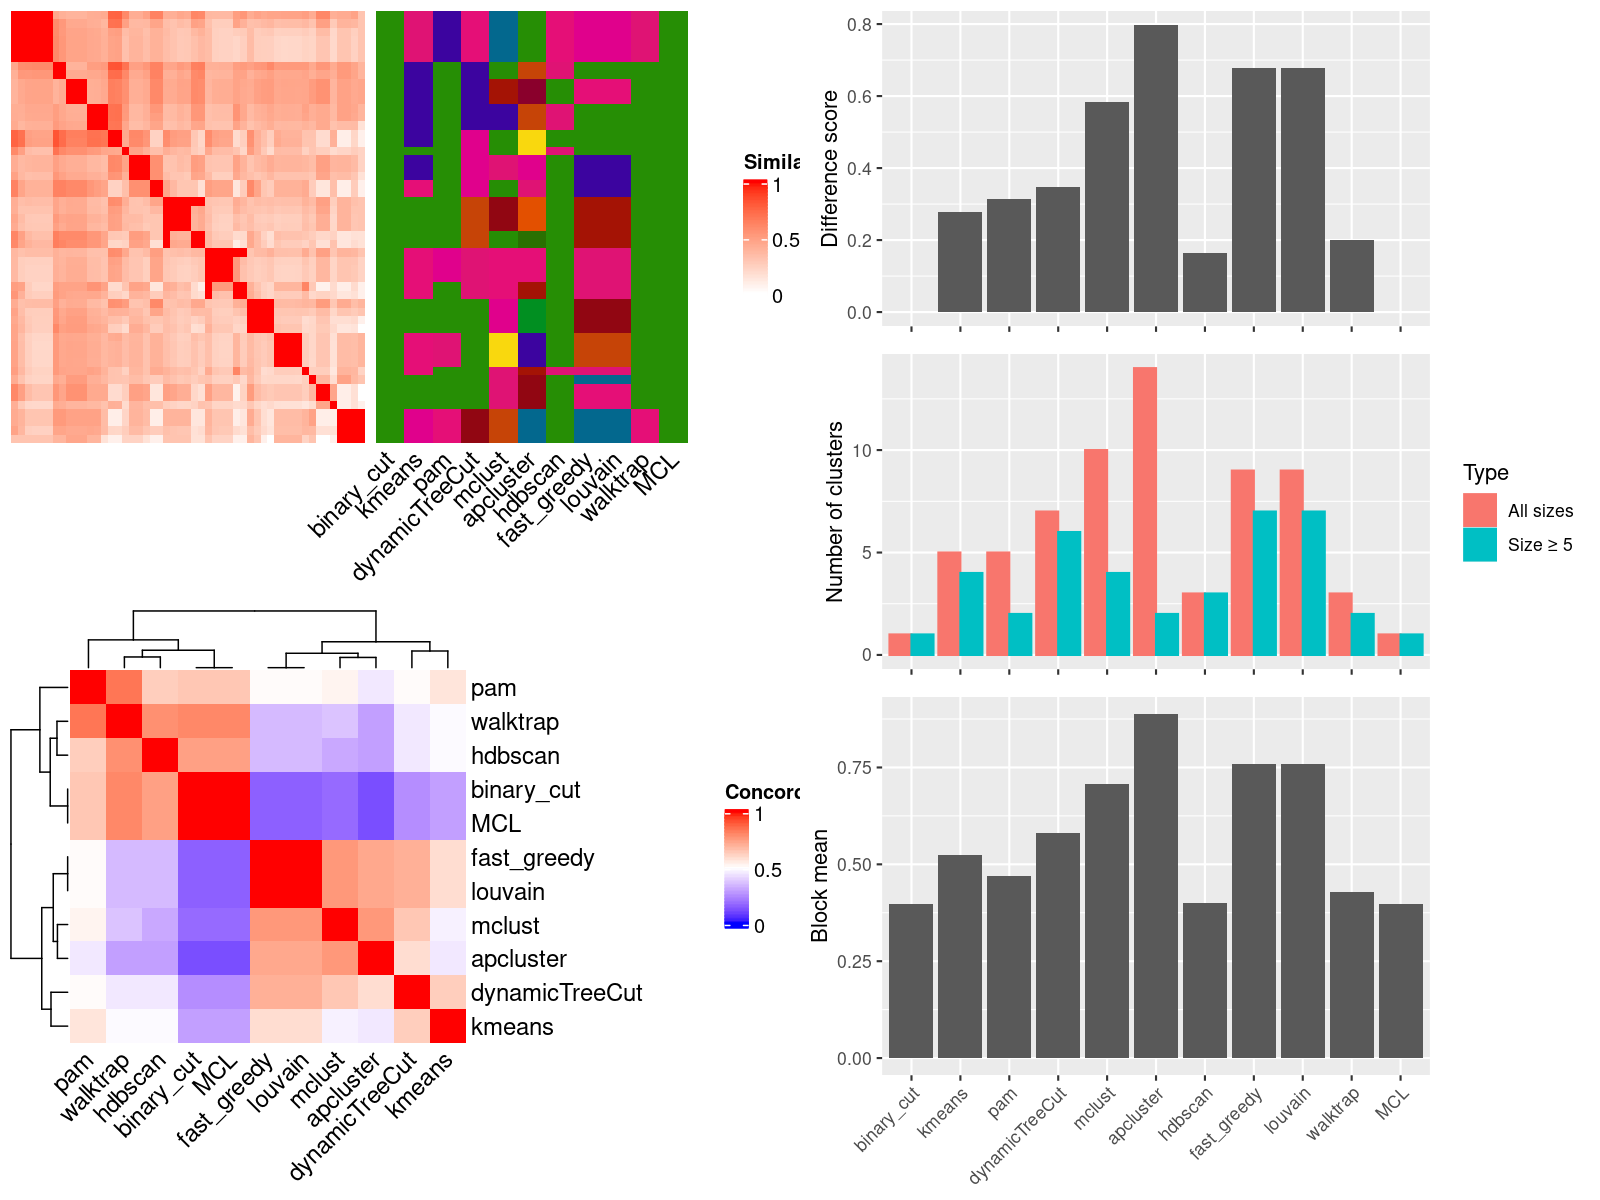 Simila
1
0.5
0
binary_cut
kmeans
pam
dynamicTreeCut
mclust
apcluster
hdbscan
fast_greedy
louvain
walktrap
MCL
pam
walktrap
hdbscan
binary_cut
MCL
fast_greedy
louvain
mclust
apcluster
dynamicTreeCut
kmeans
pam
walktrap
hdbscan
binary_cut
MCL
fast_greedy
louvain
mclust
apcluster
dynamicTreeCut
kmeans
Concord
1
0.5
0
Difference score
0.8
0.6
0.4
0.2
0.0
Number of clusters
10
5
0
Type
All sizes
Size ≥ 5
Block mean
0.75
0.50
0.25
0.00
binary_cut
kmeans
pam
dynamicTreeCut
mclust
apcluster
hdbscan
fast_greedy
louvain
walktrap
MCL